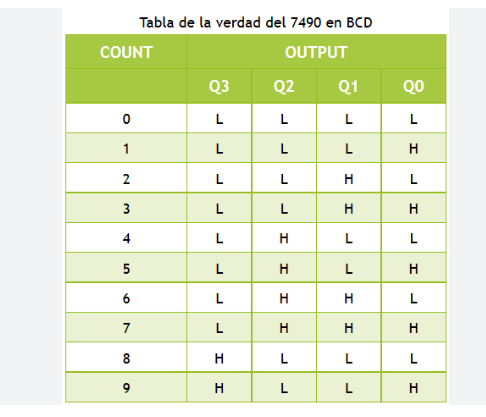 Tabla de la verdad del 7490 en BCD
COUNT OUTPUT
Q3 Q2 Q1 Q0
0 L L L L
1 L L L H
2 L L H L
3 L L H H
4 L H L L
5 L H L H
6 L H H L
7 L H H H
8 H L L L
9 H L L H